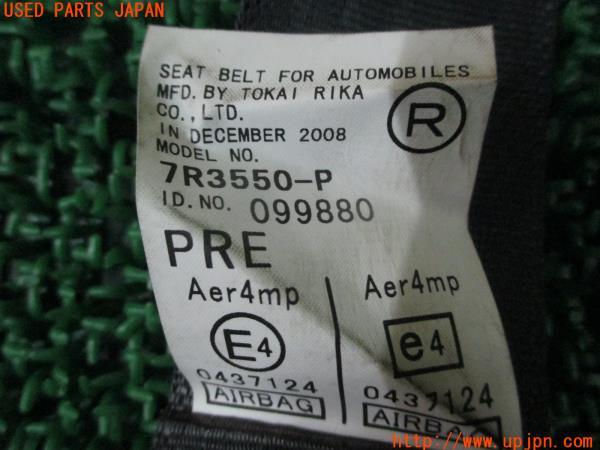 USED PARTS JAPAN
SEAT BELT FOR AUTOMOBILES
MFD. BY TOKAI RIKA
CO., LTD.
IN DECEMBER 2008
MODEL NO.
7R3550-P
I.D. NO. 099880
R
PRE
Aer4mp
E4
0437124
AIRBAG
Aer4mp
e4
0437124
AIRBAG
http://www.upjpn.com/